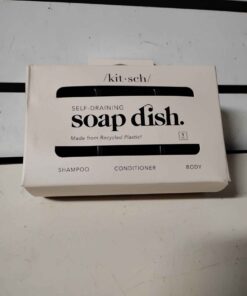 /kit•sch/
SELF-DRAINING
soap dish.
Made from Recycled Plastic!
SHAMPOO CONDITIONER BODY